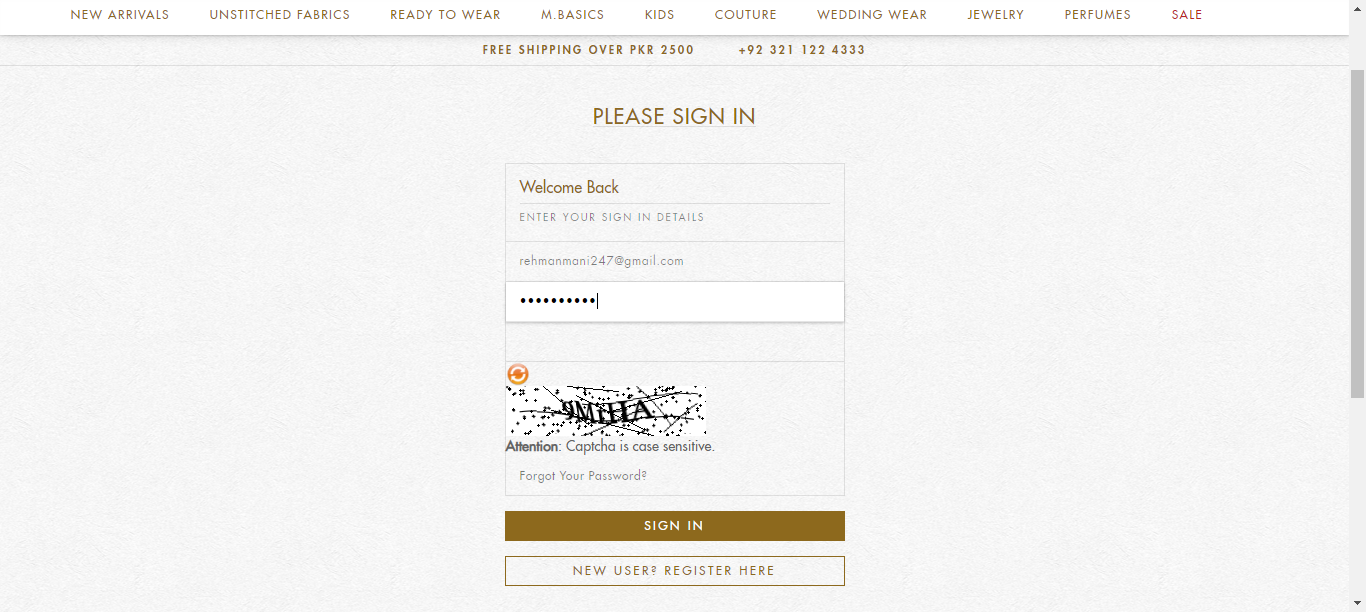 NEW ARRIVALS UNSTITCHED FABRICS READY TO WEAR M.BASICS KIDS COUTURE WEDDING WEAR JEWELRY PERFUMES SALE
FREE SHIPPING OVER PKR 2500 +92 321 122 4333
PLEASE SIGN IN
Welcome Back
ENTER YOUR SIGN IN DETAILS
rehmanmani247@gmail.com
••••••••••
Attention: Captcha is case sensitive.
Forgot Your Password?
SIGN IN
NEW USER? REGISTER HERE